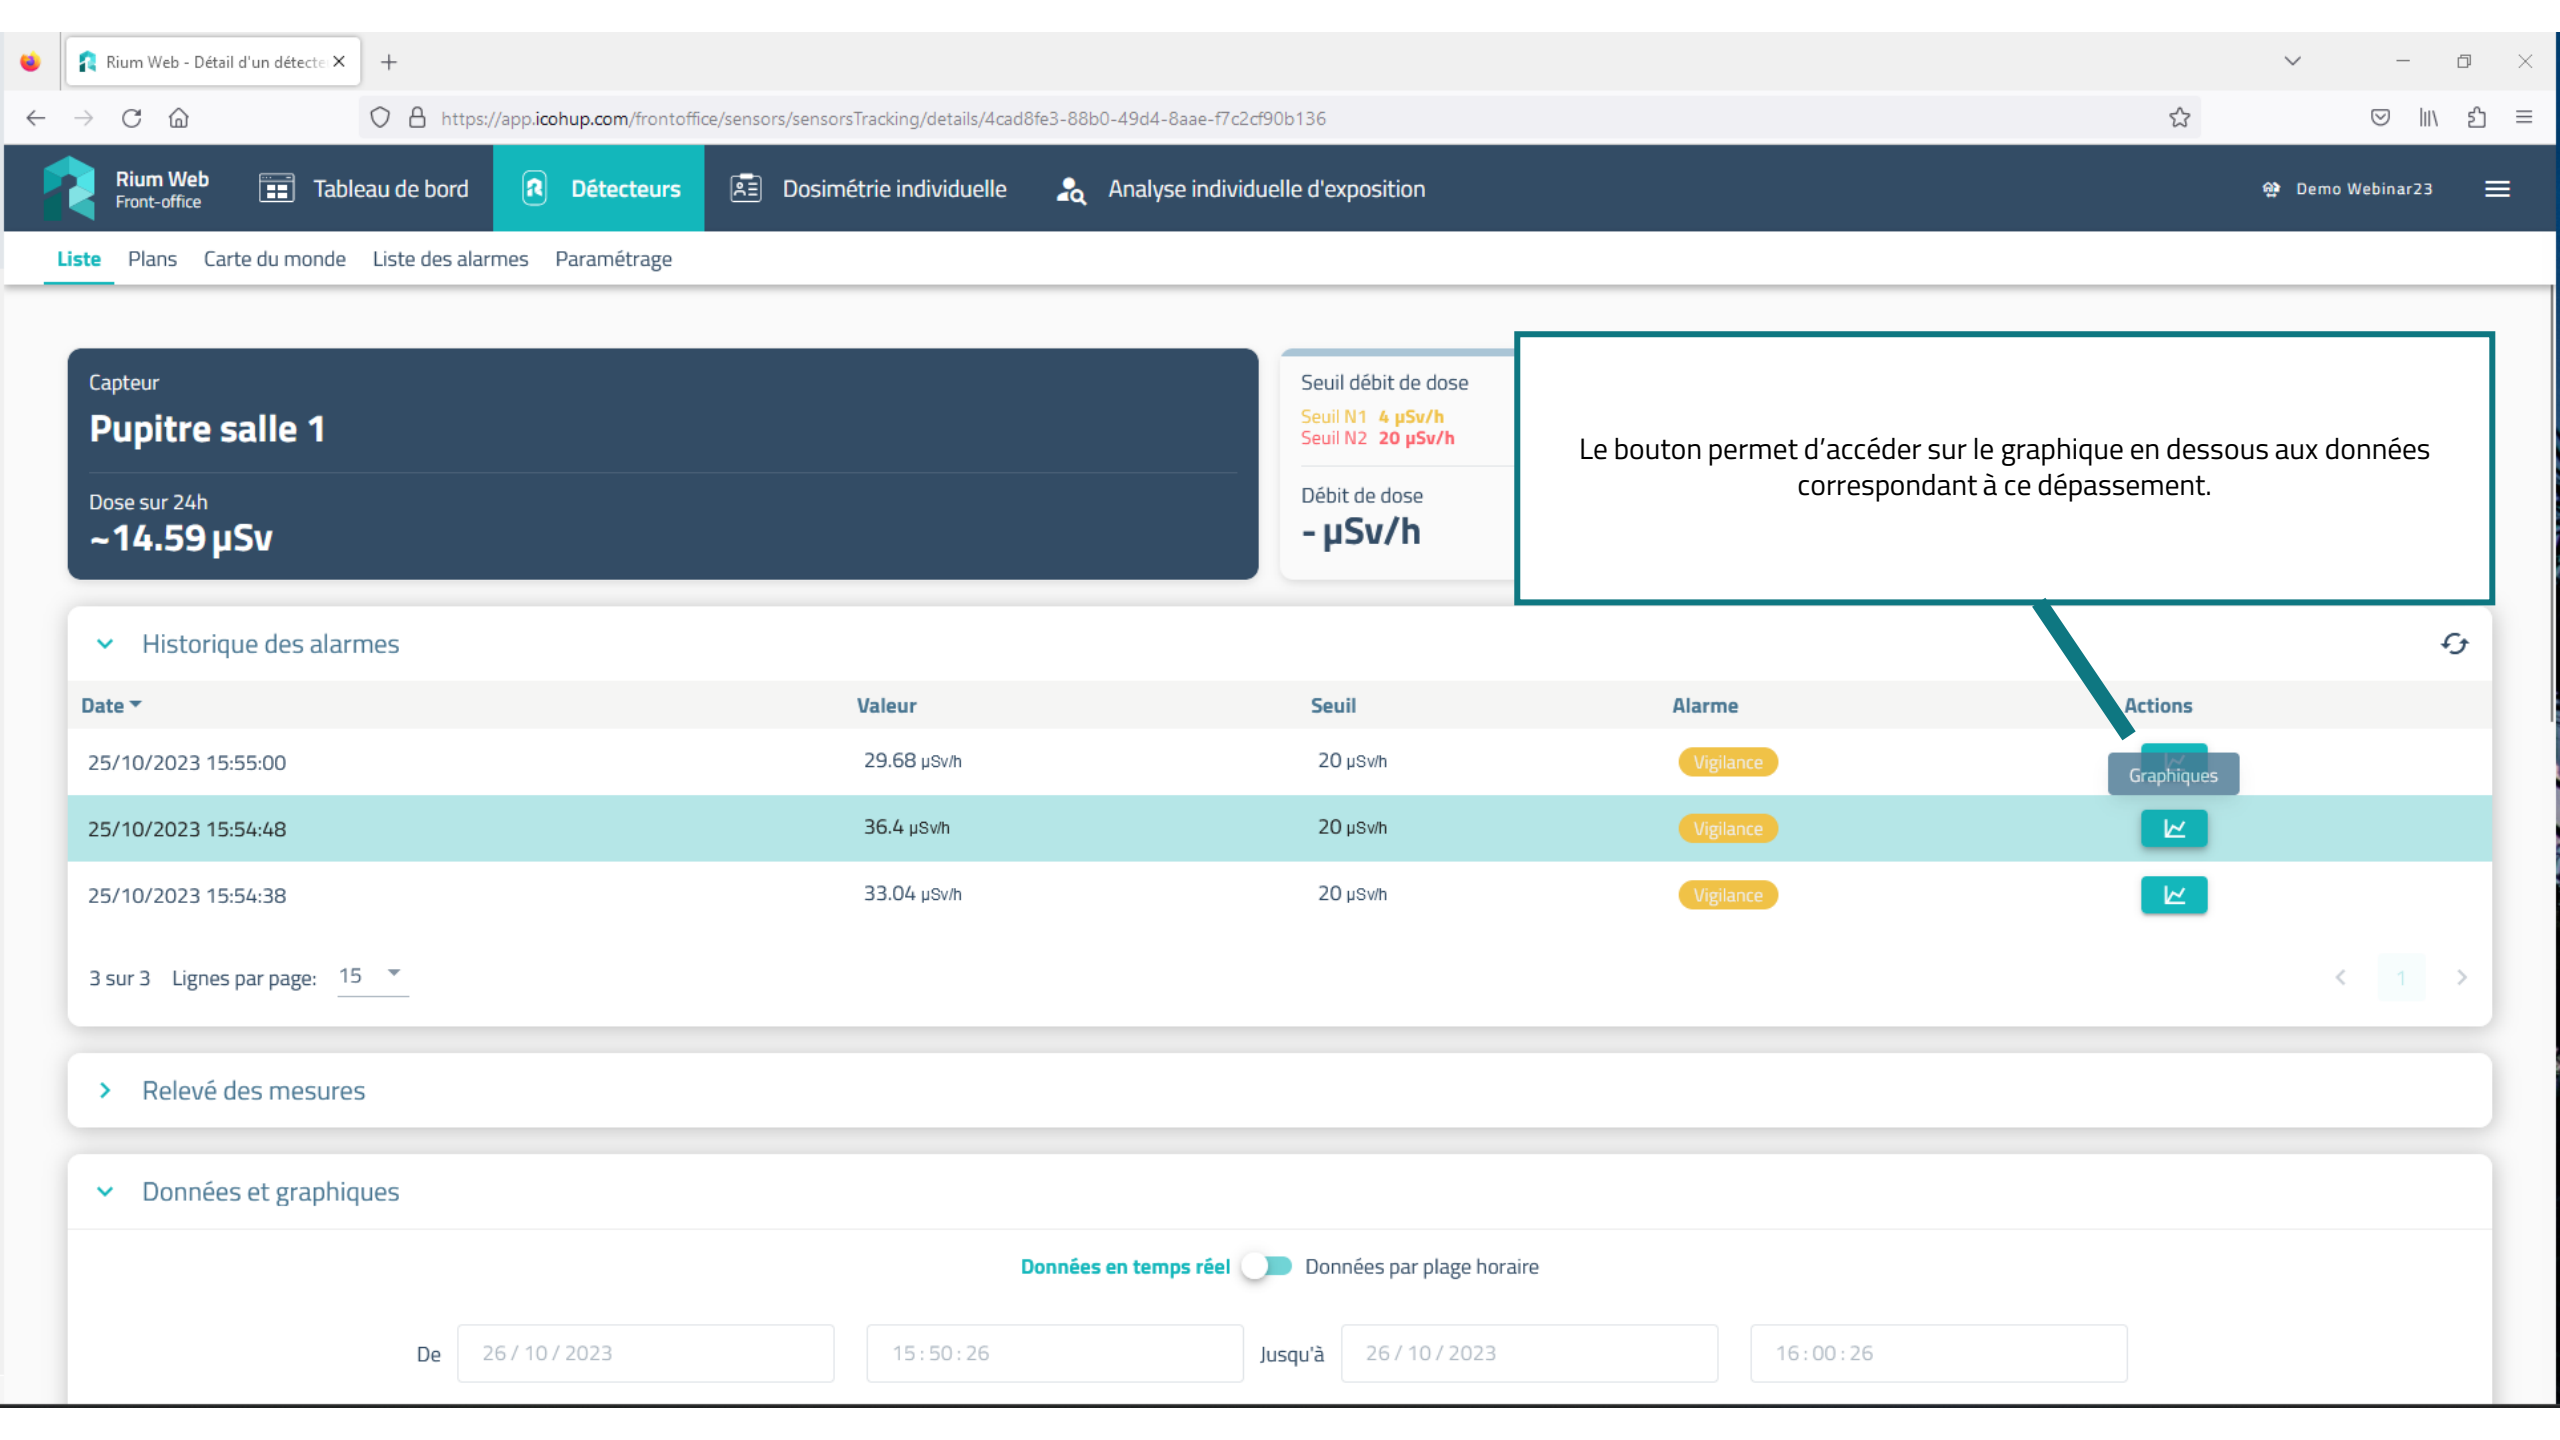 Rium Web - Détail d'un détecte
https://app.icohup.com/frontoffice/sensors/sensorsTracking/details/4cad8fe3-88b0-49d4-8aae-f7c2cf90b136
Rium Web
Front-office
Tableau de bord
Détecteurs
Dosimétrie individuelle
Analyse individuelle d'exposition
Demo Webinar23
Liste Plans Carte du monde Liste des alarmes Paramétrage
Capteur
Pupitre salle 1
Dose sur 24h
~14.59 µSv
Seuil débit de dose
Seuil N1 4 µSv/h
Seuil N2 20 µSv/h
Débit de dose
- µSv/h
Le bouton permet d’accéder sur le graphique en dessous aux données
correspondant à ce dépassement.
Historique des alarmes
Date Valeur Seuil Alarme Actions
25/10/2023 15:55:00 29.68 µSv/h 20 µSv/h Vigilance
Graphiques
25/10/2023 15:54:48 36.4 µSv/h 20 µSv/h Vigilance
25/10/2023 15:54:38 33.04 µSv/h 20 µSv/h Vigilance
3 sur 3 Lignes par page: 15
1
Relevé des mesures
Données et graphiques
Données en temps réel Données par plage horaire
De 26 / 10 / 2023 15 : 50 : 26 Jusqu'à 26 / 10 / 2023 16 : 00 : 26